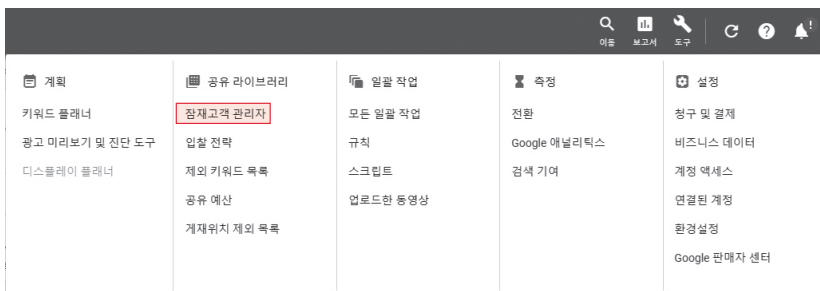 이동 보고서 도구
계획
키워드 플래너
광고 미리보기 및 진단 도구
디스플레이 플래너
공유 라이브러리
잠재고객 관리자
입찰 전략
제외 키워드 목록
공유 예산
게재위치 제외 목록
일괄 작업
모든 일괄 작업
규칙
스크립트
업로드한 동영상
측정
전환
Google 애널리틱스
검색 기여
설정
청구 및 결제
비즈니스 데이터
계정 액세스
연결된 계정
환경설정
Google 판매자 센터